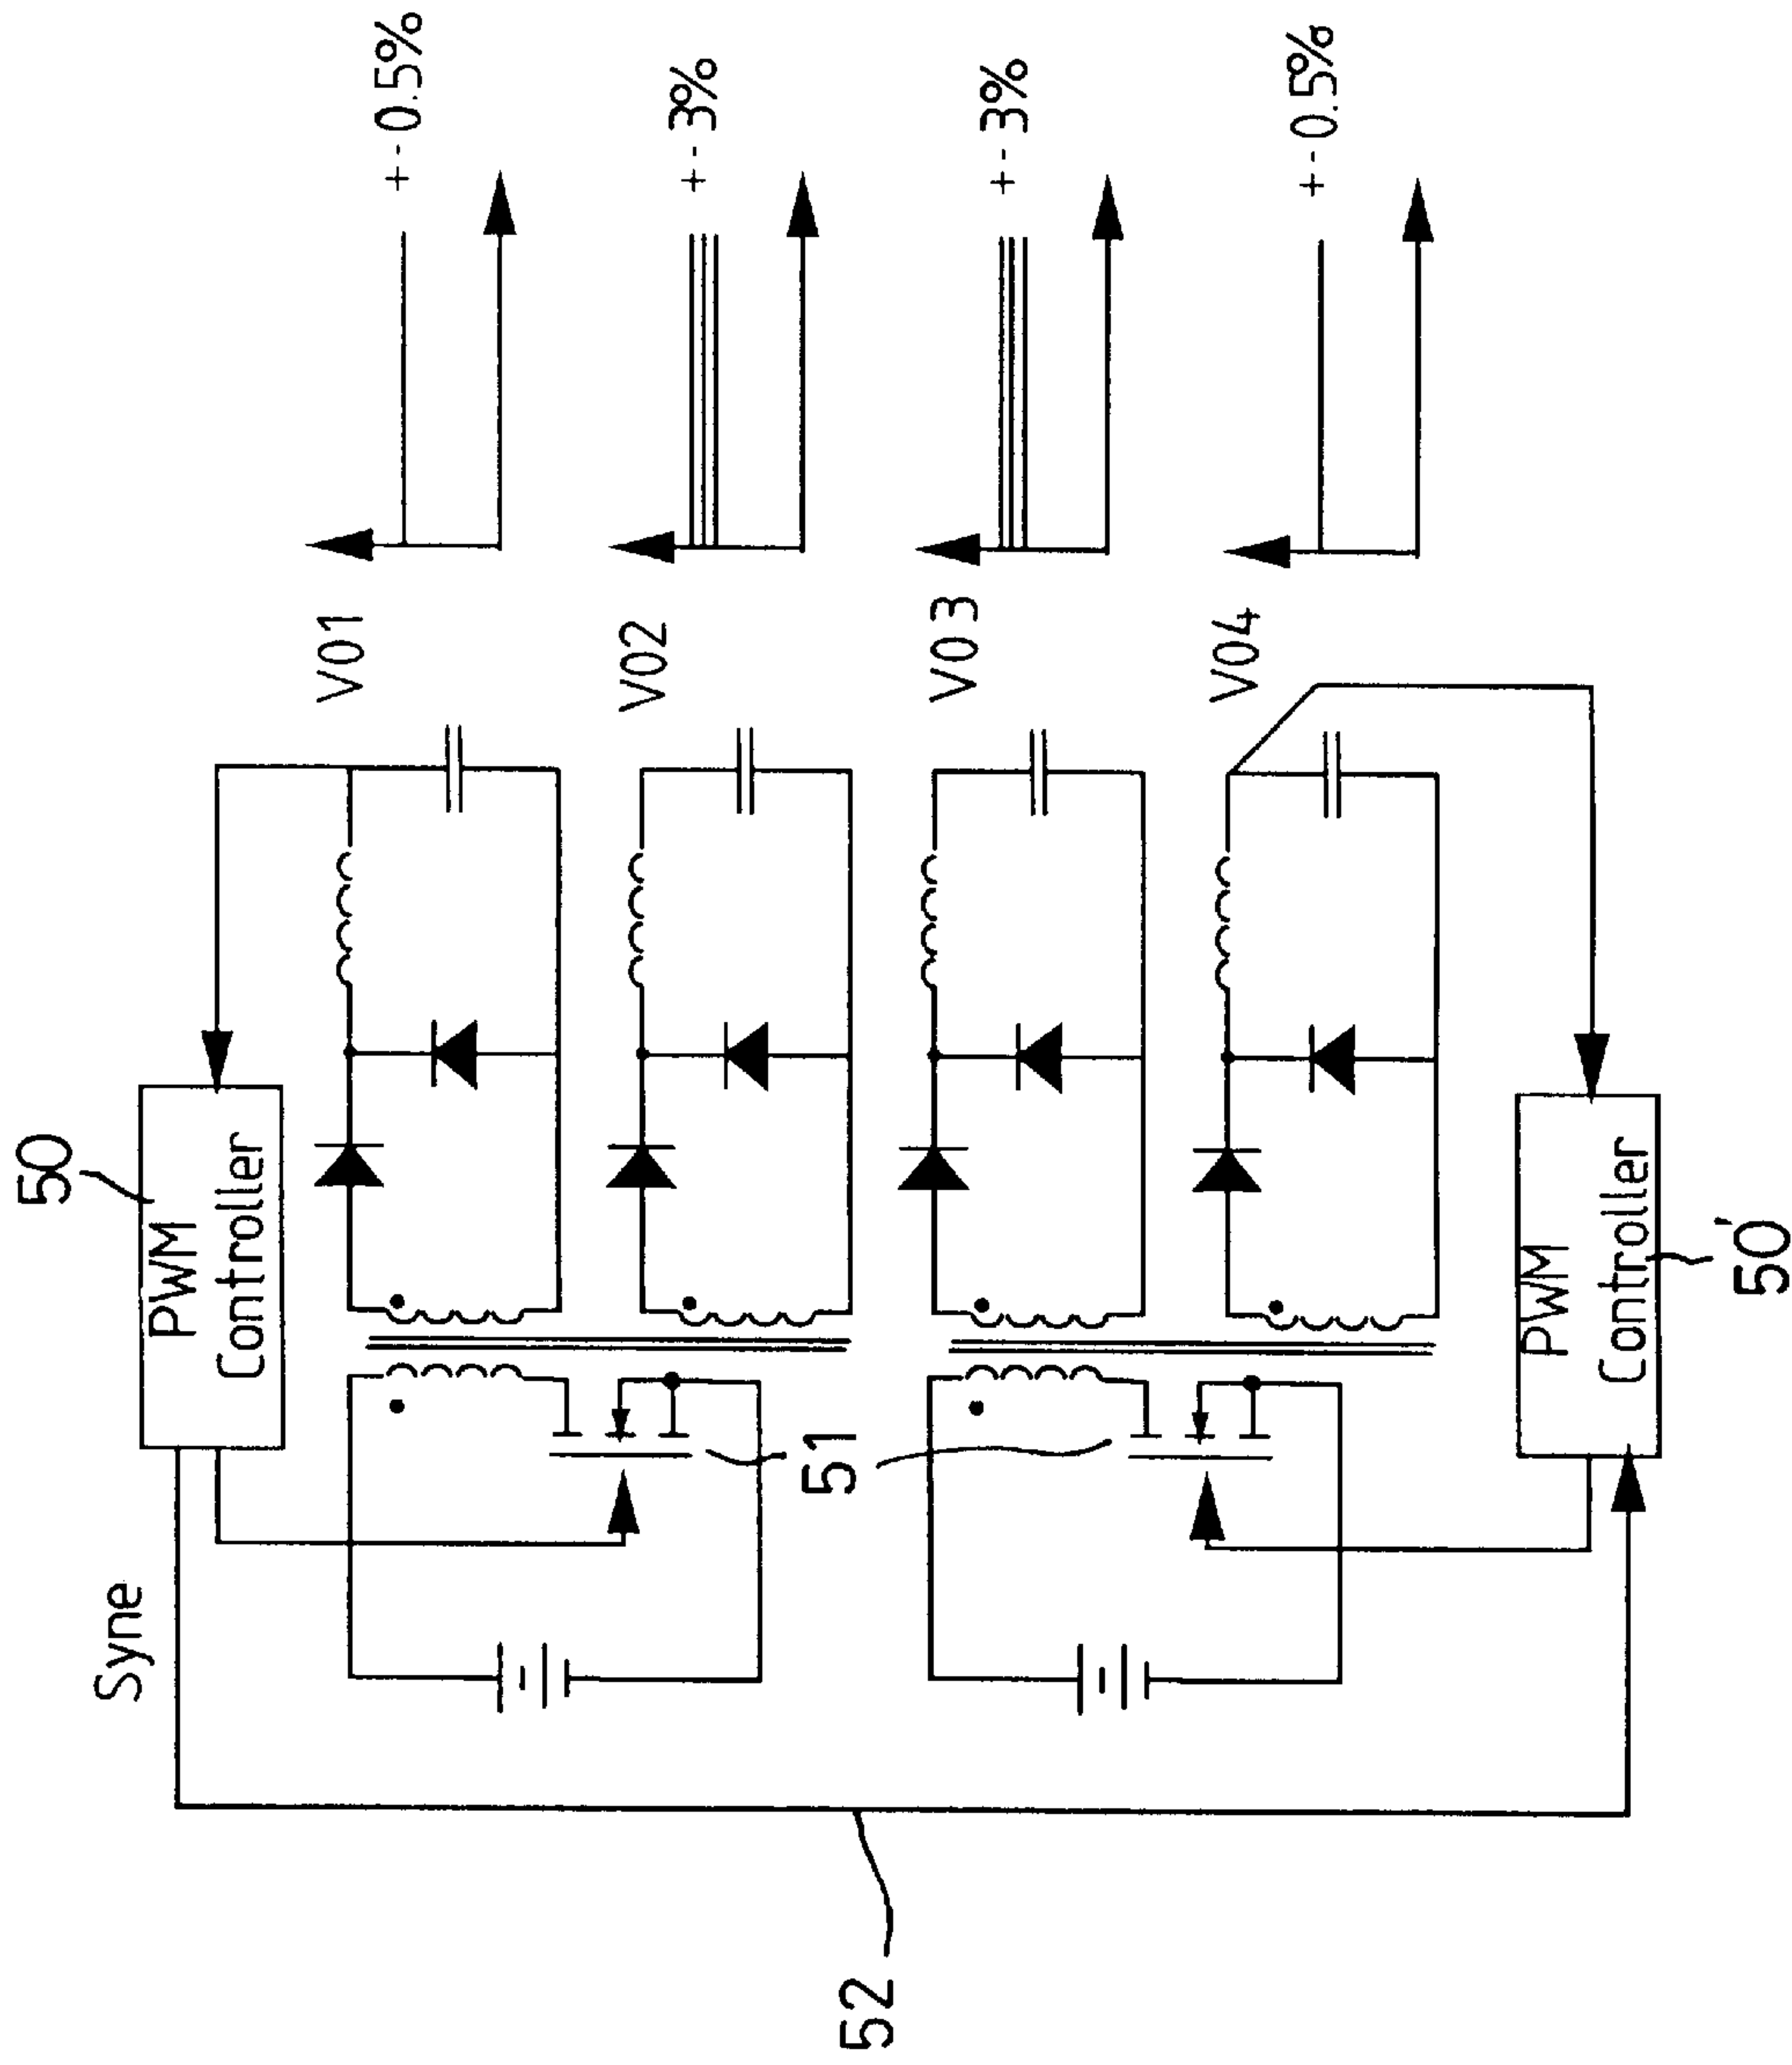 50
PWM
Controller
Syne
V01
+-0.5%
V02
+-3%
51
52
V03
+-3%
V04
+-0.5%
PWM
Controller
50'